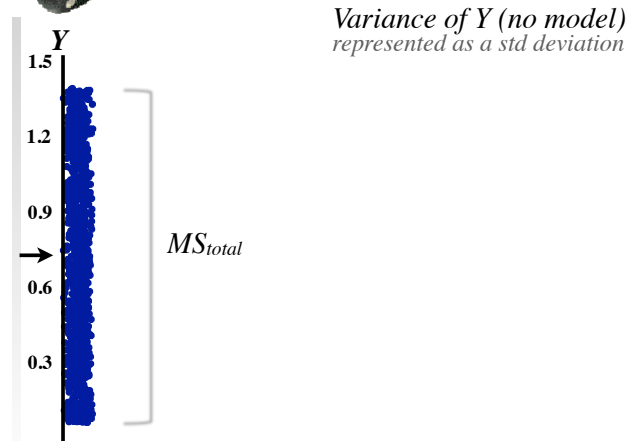 Variance of Y (no model)
represented as a std deviation
Y
1.5
1.2
0.9
MStotal
0.6
0.3